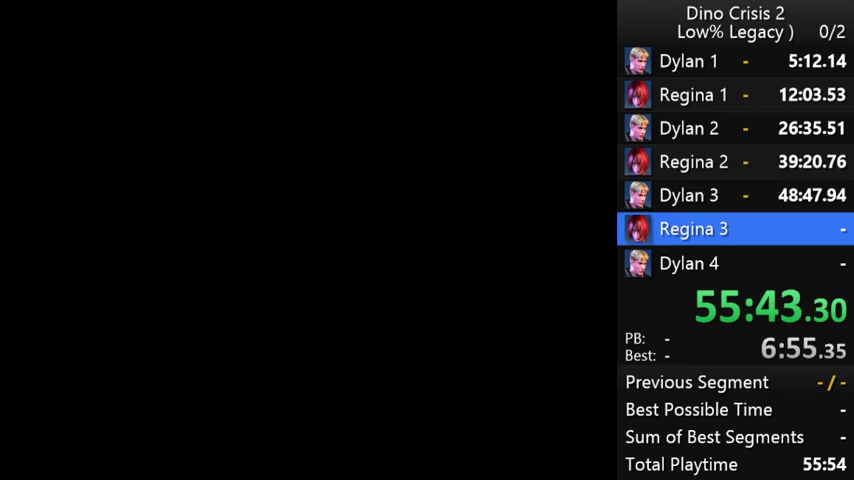 Dino Crisis 2
Low% Legacy ) 0/2
Dylan 1 - 5:12.14
Regina 1 - 12:03.53
Dylan 2 - 26:35.51
Regina 2 - 39:20.76
Dylan 3 - 48:47.94
Regina 3 -
Dylan 4 -
55:43.30
PB: -
Best: -
6:55.35
Previous Segment - / -
Best Possible Time -
Sum of Best Segments -
Total Playtime 55:54